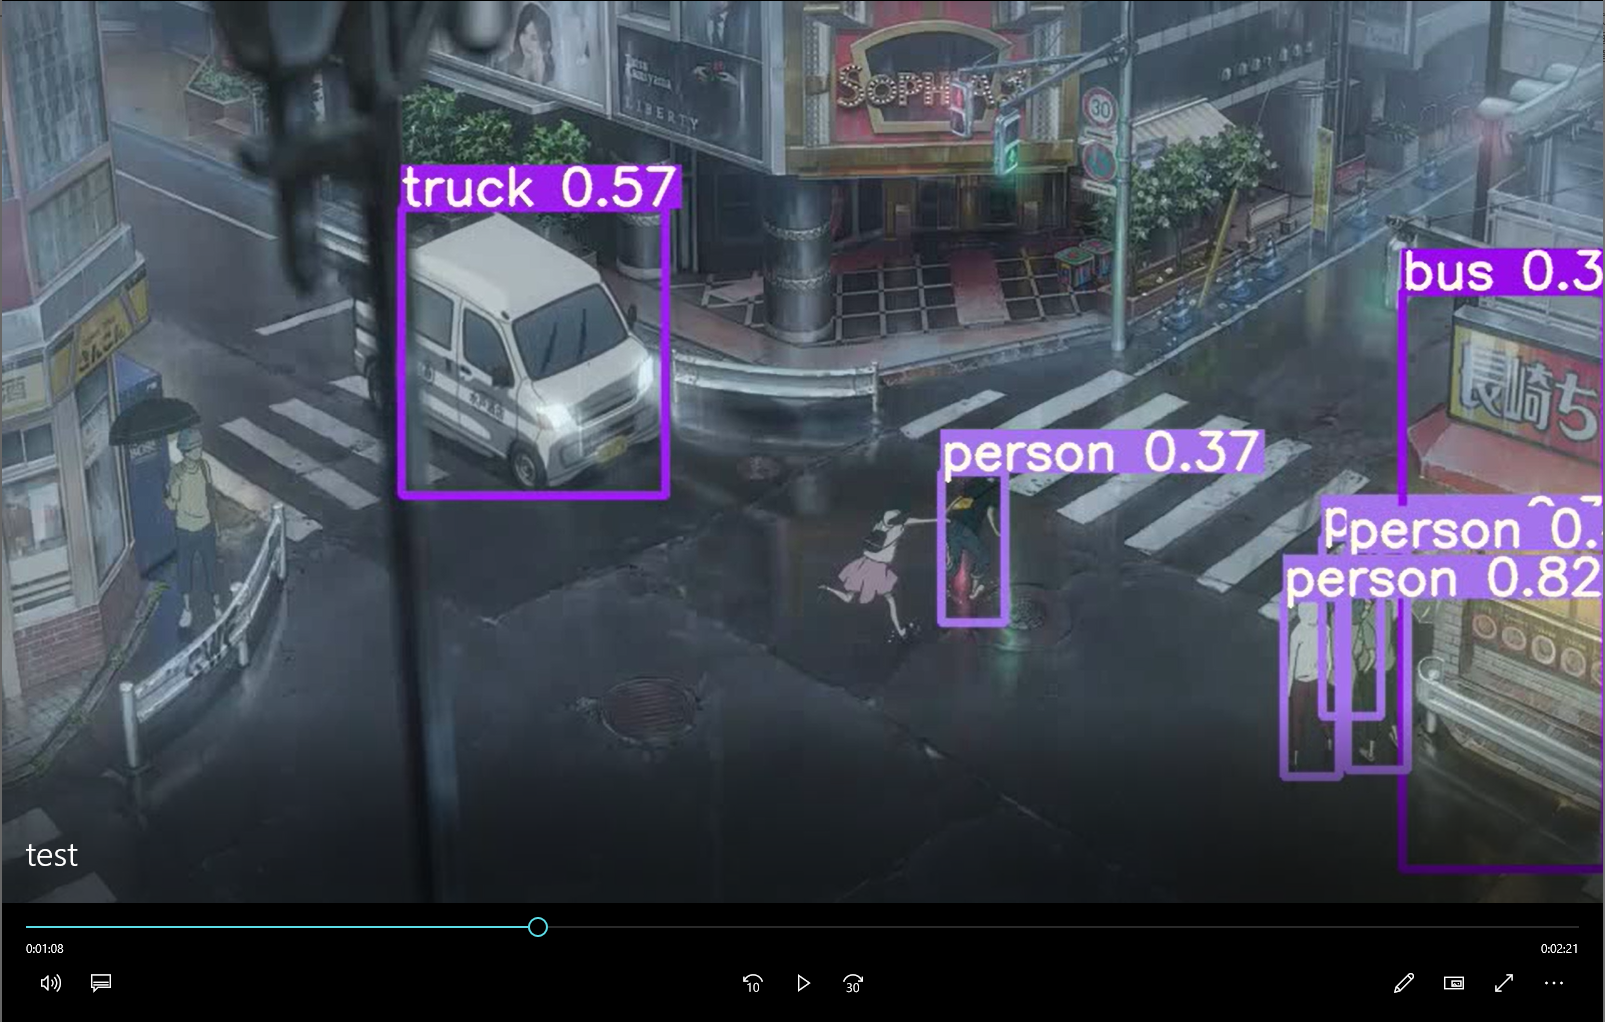 SOPHIA
LIBERTY
30
truck 0.57
bus 0.3
長崎ち
person 0.37
person 0.
person 0.82
test
0:01:08
0:02:21
10
30